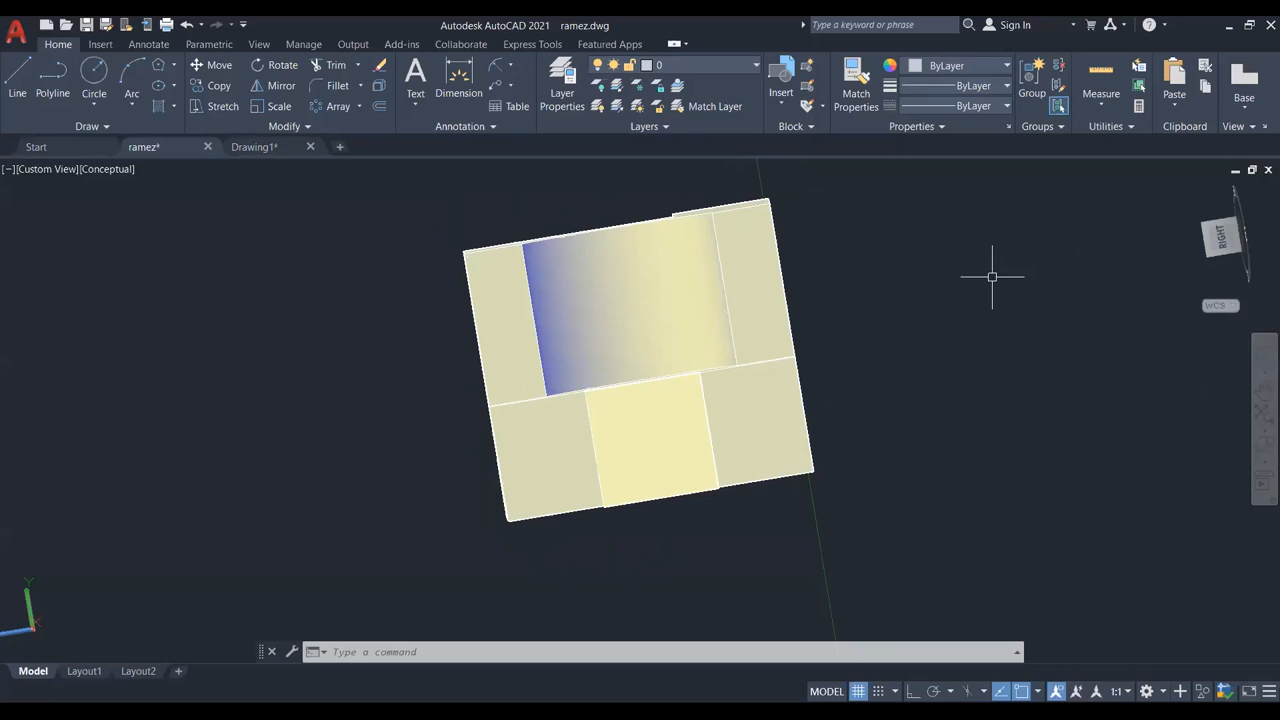 Autodesk AutoCAD 2021 ramez.dwg
Type a keyword or phrase
Sign In
Home Insert Annotate Parametric View Manage Output Add-ins Collaborate Express Tools Featured Apps
Line Polyline Circle Arc
Move Rotate Trim
Copy Mirror Fillet
Stretch Scale Array
Text Dimension Table
Layer Properties
0
Match Layer
Insert
Match Properties
ByLayer
ByLayer
ByLayer
Group
Measure
Paste
Base
Draw Modify Annotation Layers Block Properties Groups Utilities Clipboard View
Start ramez* Drawing1*
[−][Custom View][Conceptual]
RIGHT
WCS
Y
X
Type a command
Model Layout1 Layout2
MODEL 1:1